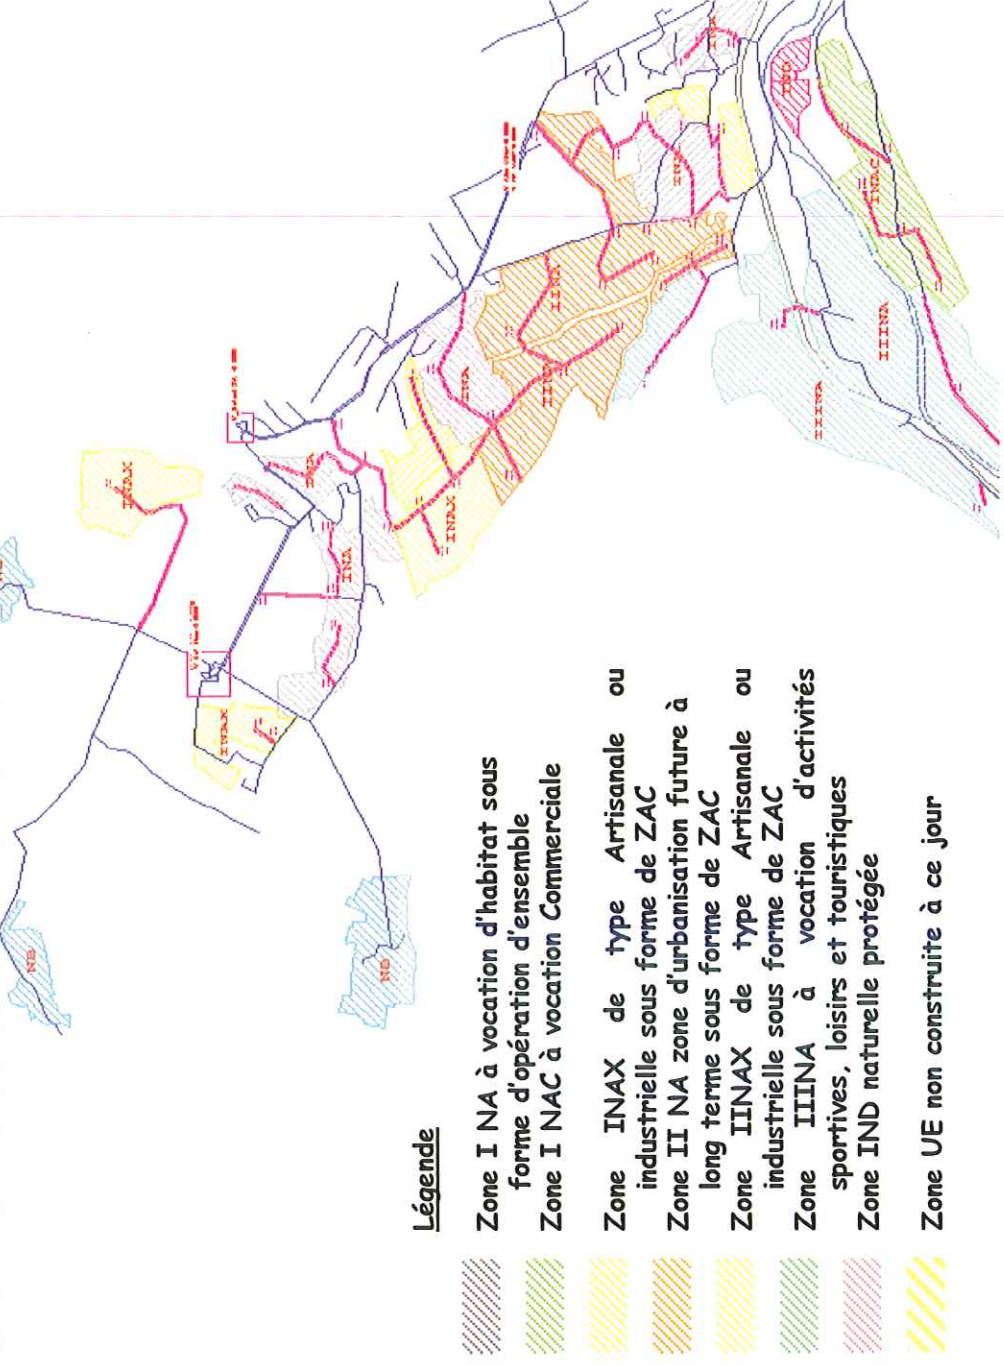 Légende
Zone I NA à vocation d'habitat sous
forme d'opération d'ensemble
Zone I NAC à vocation Commerciale
Zone INAX de type Artisanale ou
industrielle sous forme de ZAC
Zone II NA zone d'urbanisation future à
long terme sous forme de ZAC
Zone IINAX de type Artisanale ou
industrielle sous forme de ZAC
Zone IIINA à vocation d'activités
sportives, loisirs et touristiques
Zone IND naturelle protégée
Zone UE non construite à ce jour
NB
NB
INAX
INAX
INA
INA
INAX
INA
IINA
IINA
INA
INA
IND
INAC
IIINA
IIINA